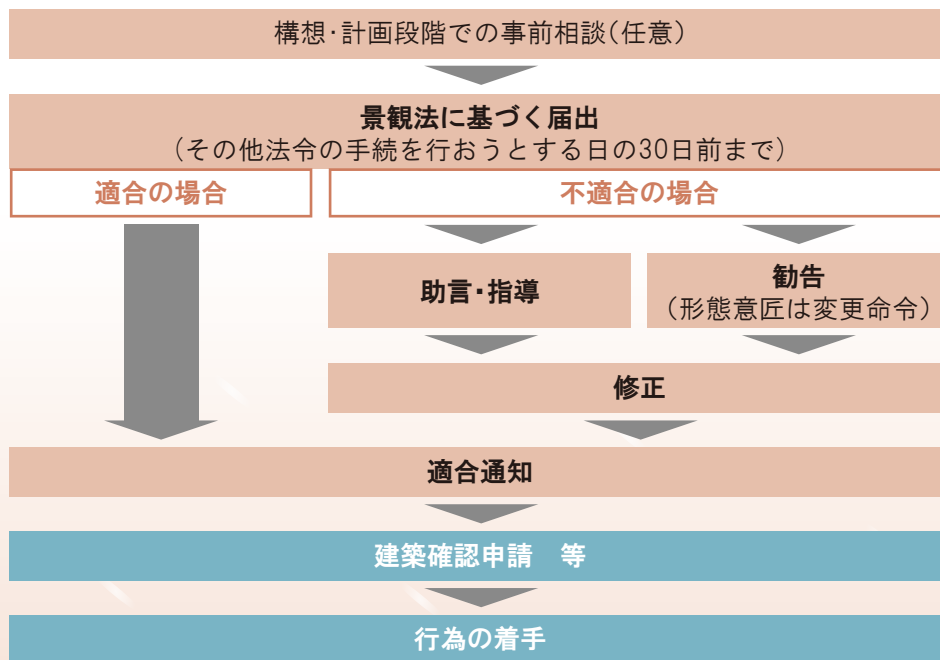 構想・計画段階での事前相談（任意）
景観法に基づく届出
（その他法令の手続を行おうとする日の30日前まで）
適合の場合
不適合の場合
助言・指導
勧告
（形態意匠は変更命令）
修正
適合通知
建築確認申請　等
行為の着手